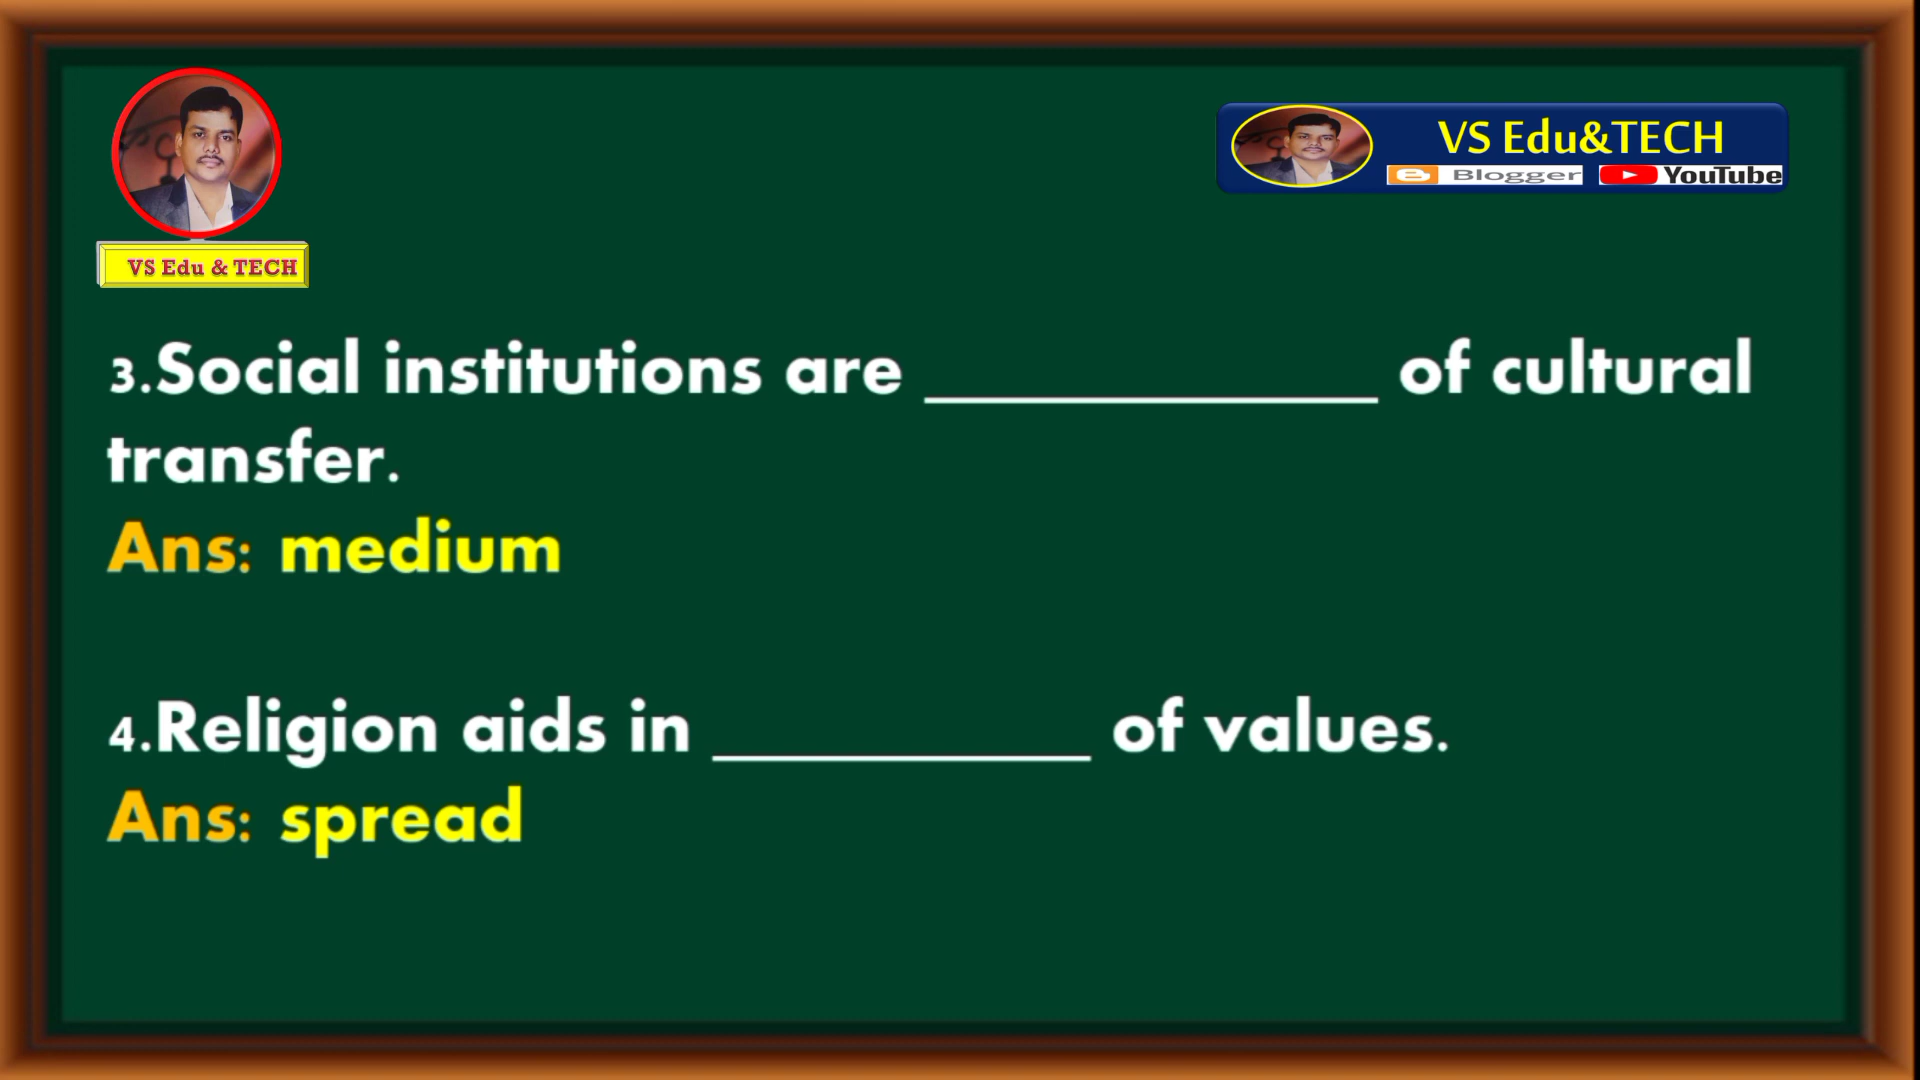 VS Edu&TECH
Blogger YouTube
VS Edu & TECH
3.Social institutions are ____________ of cultural
transfer.
Ans: medium
4.Religion aids in __________ of values.
Ans: spread